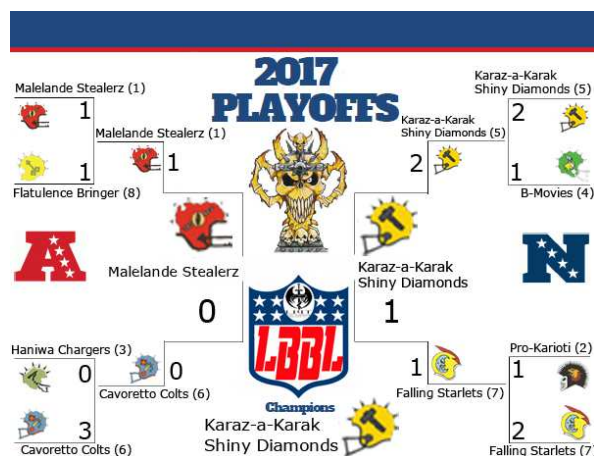 2017
PLAYOFFS
Malelande Stealerz (1)
1
1
Flatulence Bringer (8)
Malelande Stealerz (1)
1
Karaz-a-Karak
Shiny Diamonds (5)
2
1
B-Movies (4)
Karaz-a-Karak
Shiny Diamonds (5)
2
A
N
Malelande Stealerz
0
Karaz-a-Karak
Shiny Diamonds
1
LBBL
Haniwa Chargers (3)
0
3
Cavoretto Colts (6)
0
Cavoretto Colts (6)
1
Falling Starlets (7)
Pro-Karioti (2)
1
2
Falling Starlets (7
Champions
Karaz-a-Karak
Shiny Diamonds